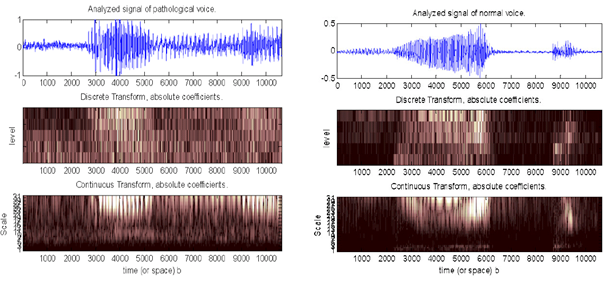 Analyzed signal of pathological voice.
1
0
-1
0 1000 2000 3000 4000 5000 6000 7000 8000 9000 10000
Discrete Transform, absolute coefficients.
level
1000 2000 3000 4000 5000 6000 7000 8000 9000 10000
Continuous Transform, absolute coefficients.
Scale
1000 2000 3000 4000 5000 6000 7000 8000 9000 10000
time (or space) b
Analyzed signal of normal voice.
0.5
0
-0.5
0 1000 2000 3000 4000 5000 6000 7000 8000 9000 10000
Discrete Transform, absolute coefficients.
level
1000 2000 3000 4000 5000 6000 7000 8000 9000 10000
Continuous Transform, absolute coefficients.
Scale
1000 2000 3000 4000 5000 6000 7000 8000 9000 10000
time (or space) b